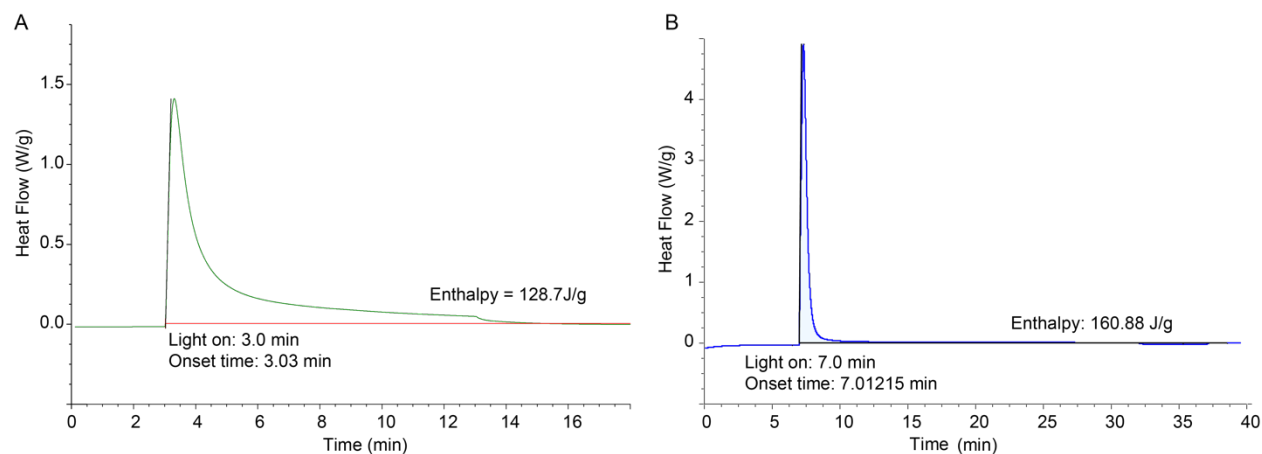 A
Heat Flow (W/g)
1.5
1.0
0.5
0.0
Enthalpy = 128.7J/g
Light on: 3.0 min
Onset time: 3.03 min
0 2 4 6 8 10 12 14 16
Time (min)
B
Heat Flow (W/g)
4
3
2
1
0
Enthalpy: 160.88 J/g
Light on: 7.0 min
Onset time: 7.01215 min
0 5 10 15 20 25 30 35 40
Time (min)